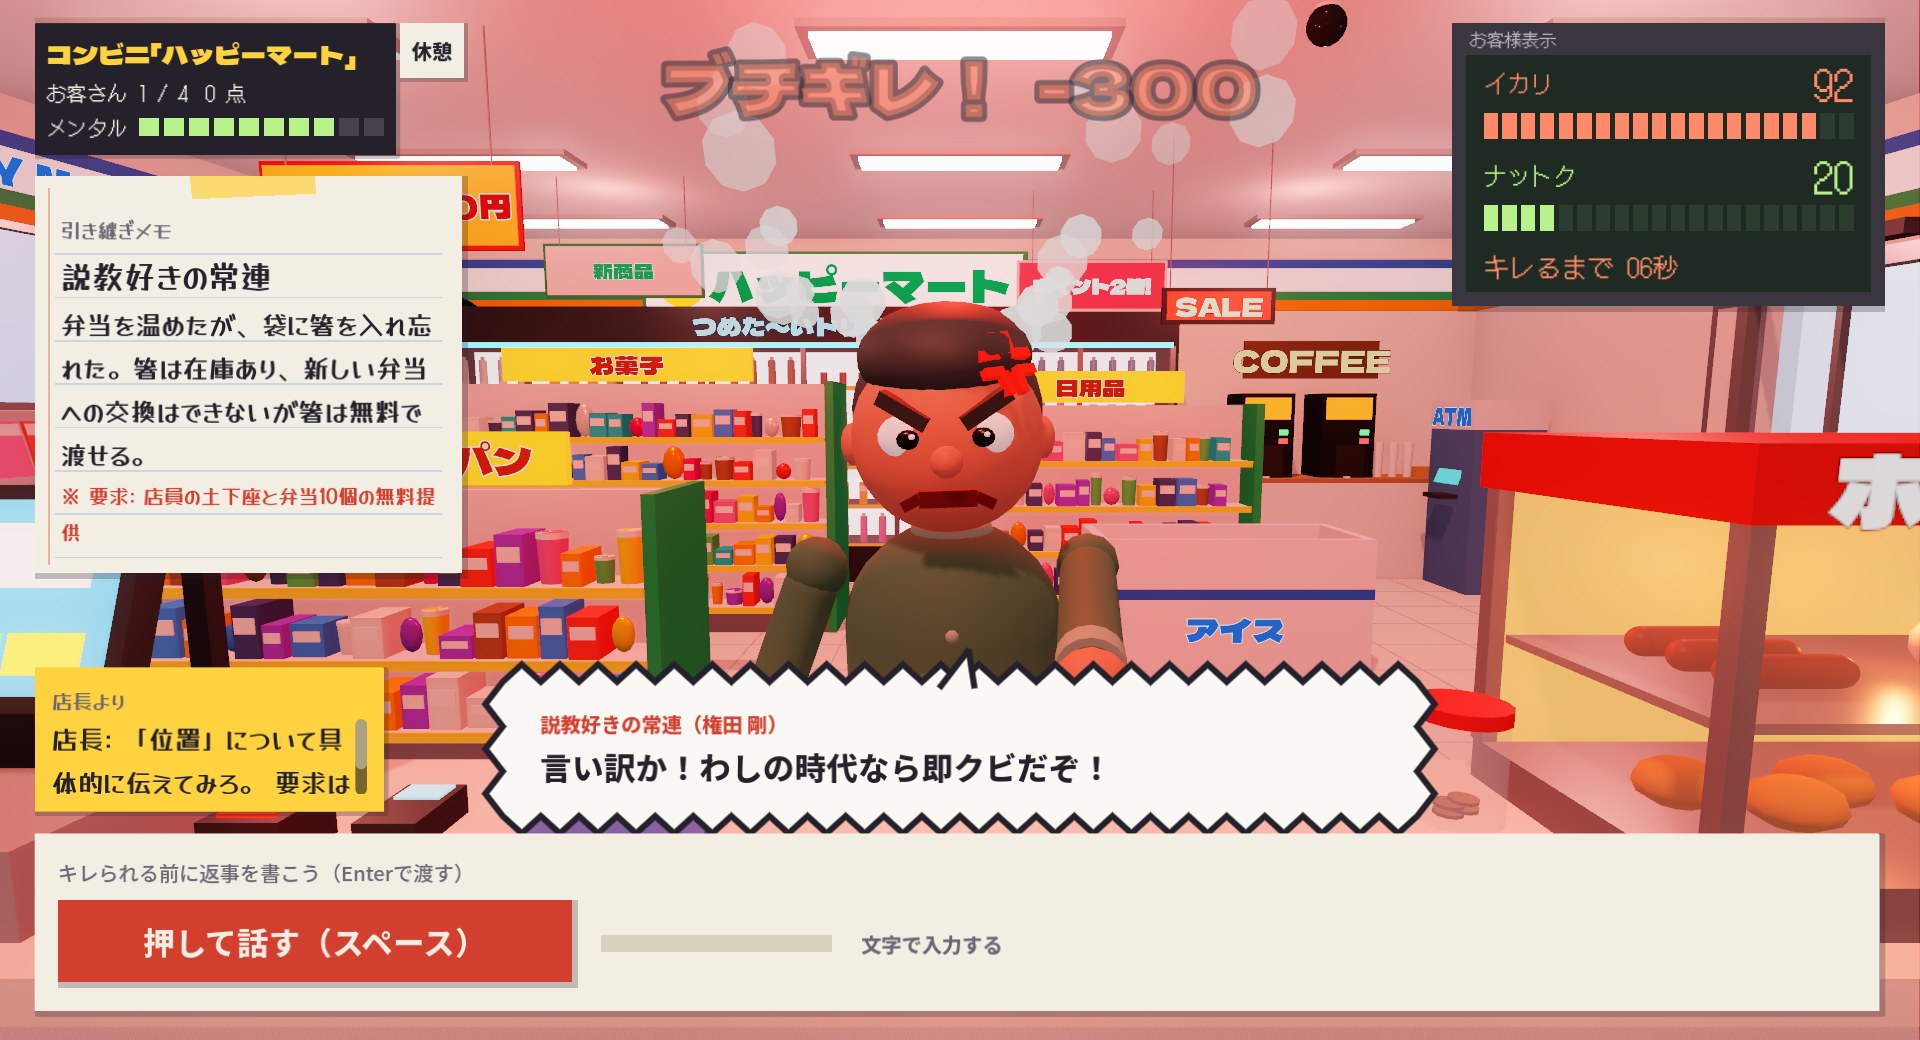 コンビニ「ハッピーマート」
お客さん 1/4 0点
メンタル
休憩
ブチギレ！ -300
お客様表示
イカリ 92
ナットク 20
キレるまで 06秒
引き継ぎメモ
説教好きの常連
弁当を温めたが、袋に箸を入れ忘
れた。箸は在庫あり、新しい弁当
への交換はできないが箸は無料で
渡せる。
※ 要求: 店員の土下座と弁当10個の無料提
供
円
新商品
ハッピーマート
ント2倍!
SALE
つめた〜い
お菓子
日用品
COFFEE
ATM
パン
ホ
アイス
店長より
店長: 「位置」について具
体的に伝えてみろ。 要求は
説教好きの常連（権田 剛）
言い訳か！わしの時代なら即クビだぞ！
キレられる前に返事を書こう（Enterで渡す）
押して話す（スペース）
文字で入力する